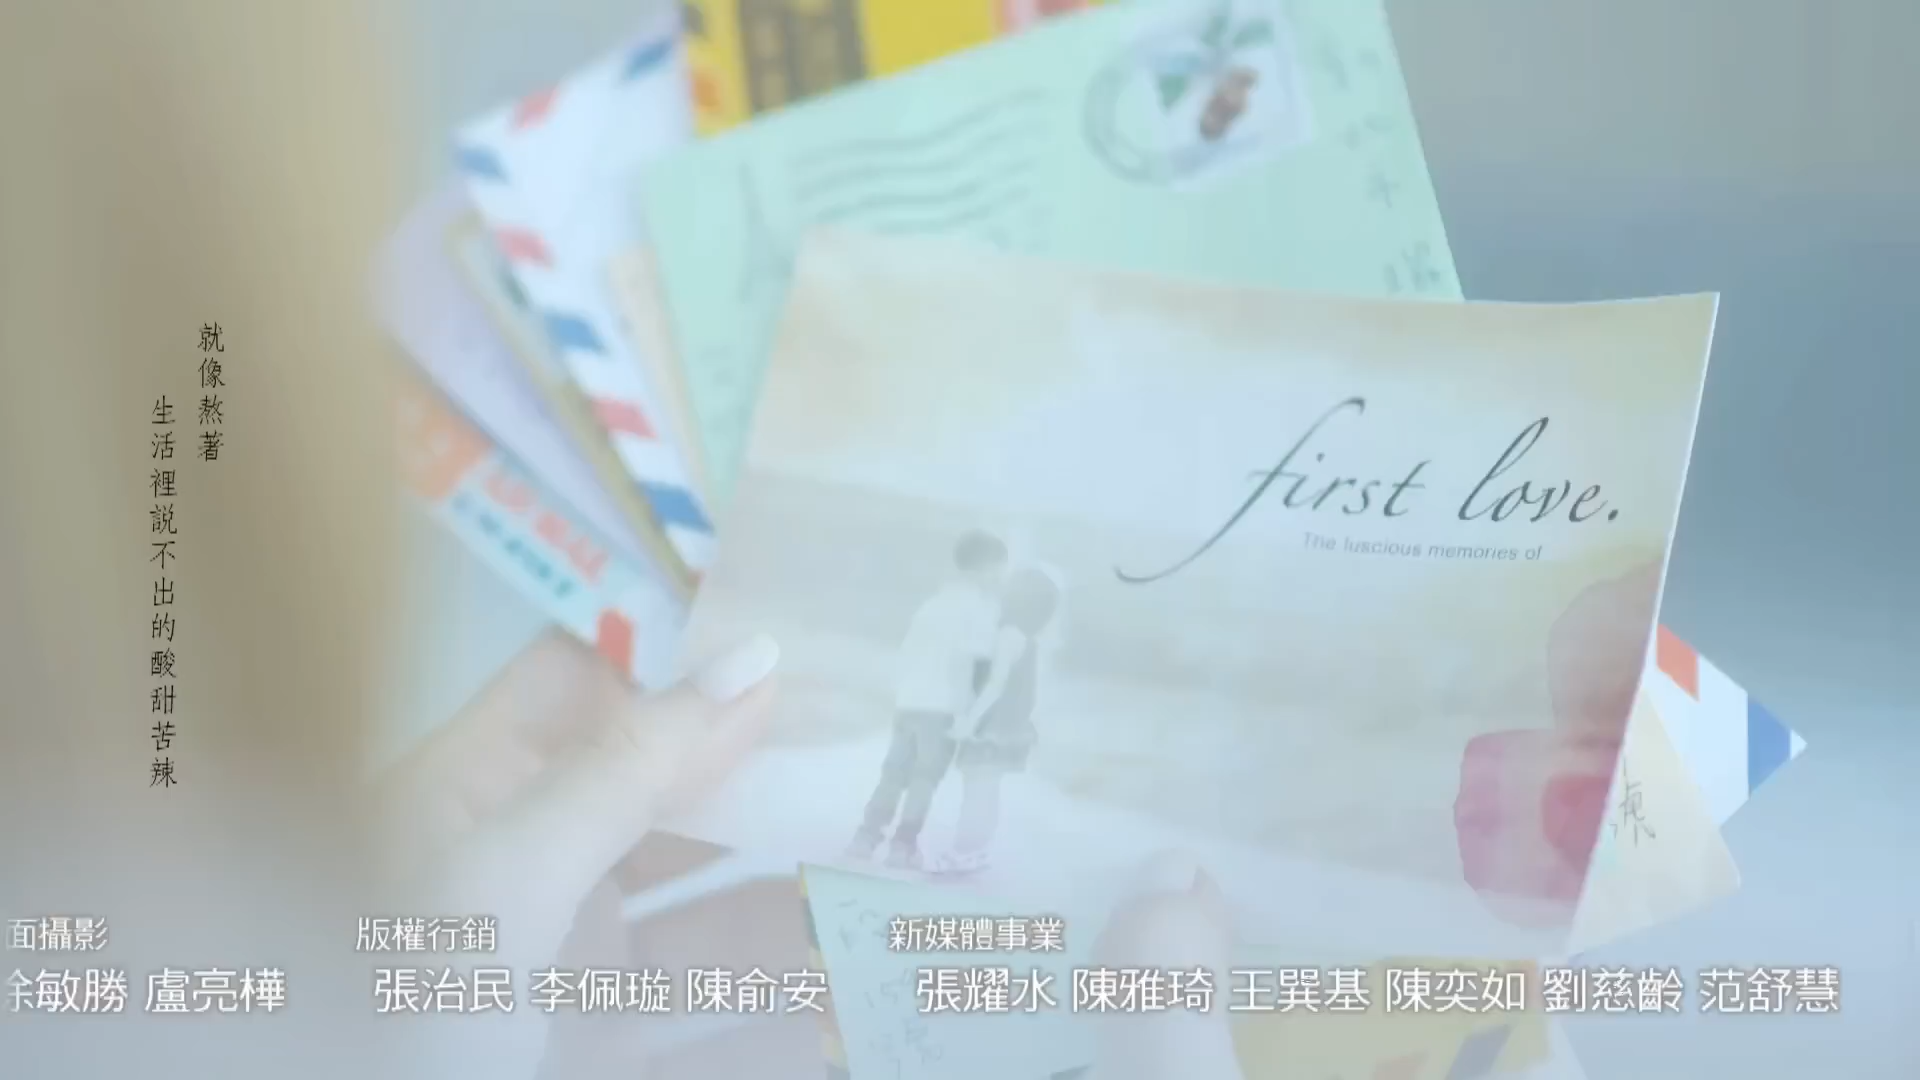 就像熬著
生活裡說不出的酸甜苦辣
first love.
The luscious memories of
面攝影
版權行銷
新媒體事業
徐敏勝 盧亮樺
張治民 李佩璇 陳俞安
張耀水 陳雅琦 王巽基 陳奕如 劉慈齡 范舒慧